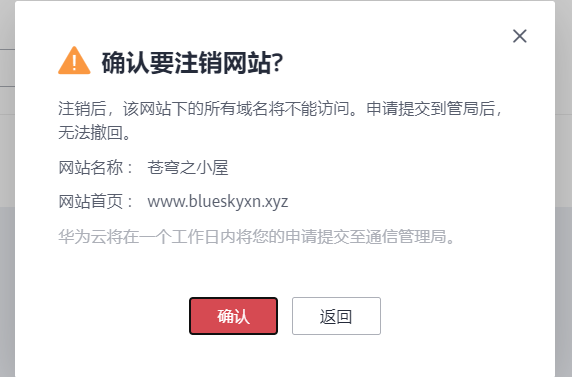 确认要注销网站?
注销后，该网站下的所有域名将不能访问。申请提交到管局后，
无法撤回。
网站名称： 苍穹之小屋
网站首页： www.blueskyxn.xyz
华为云将在一个工作日内将您的申请提交至通信管理局。
确认 返回